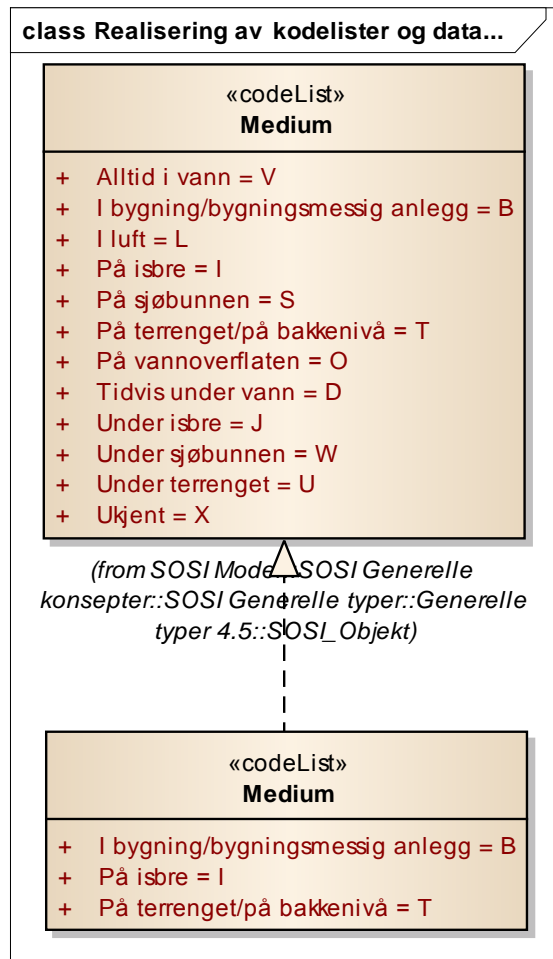 class Realisering av kodelister og data...
«codeList»
Medium
+ Alltid i vann = V
+ I bygning/bygningsmessig anlegg = B
+ I luft = L
+ På isbre = I
+ På sjøbunnen = S
+ På terrenget/på bakkenivå = T
+ På vannoverflaten = O
+ Tidvis under vann = D
+ Under isbre = J
+ Under sjøbunnen = W
+ Under terrenget = U
+ Ukjent = X
(from SOSI Model::SOSI Generelle
konsepter::SOSI Generelle typer::Generelle
typer 4.5::SOSI_Objekt)
«codeList»
Medium
+ I bygning/bygningsmessig anlegg = B
+ På isbre = I
+ På terrenget/på bakkenivå = T